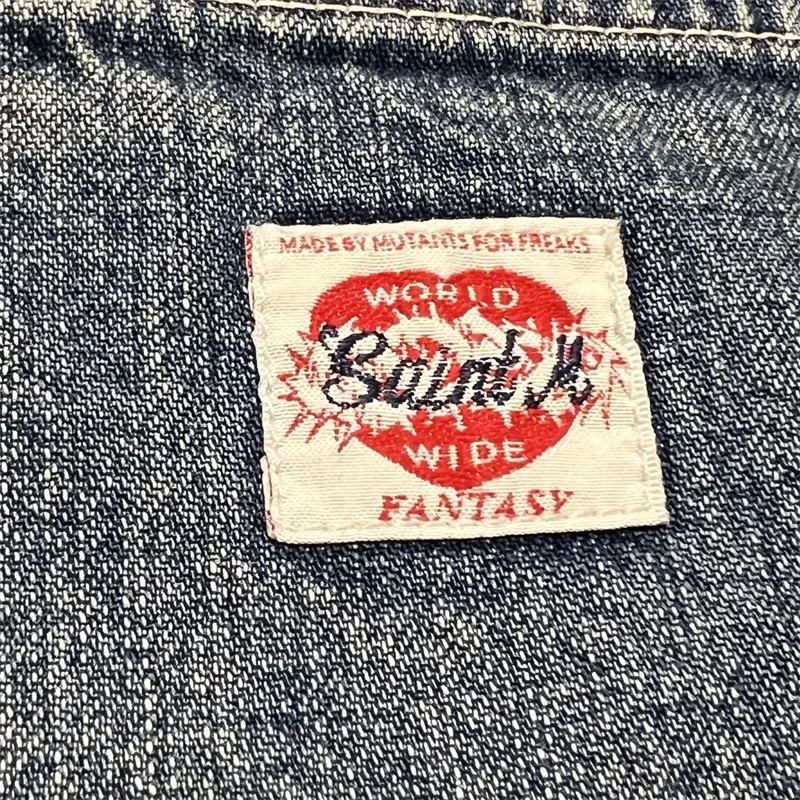 MADE BY MUTANTS FOR FREAKS
WORLD
Saint M
WIDE
FANTASY